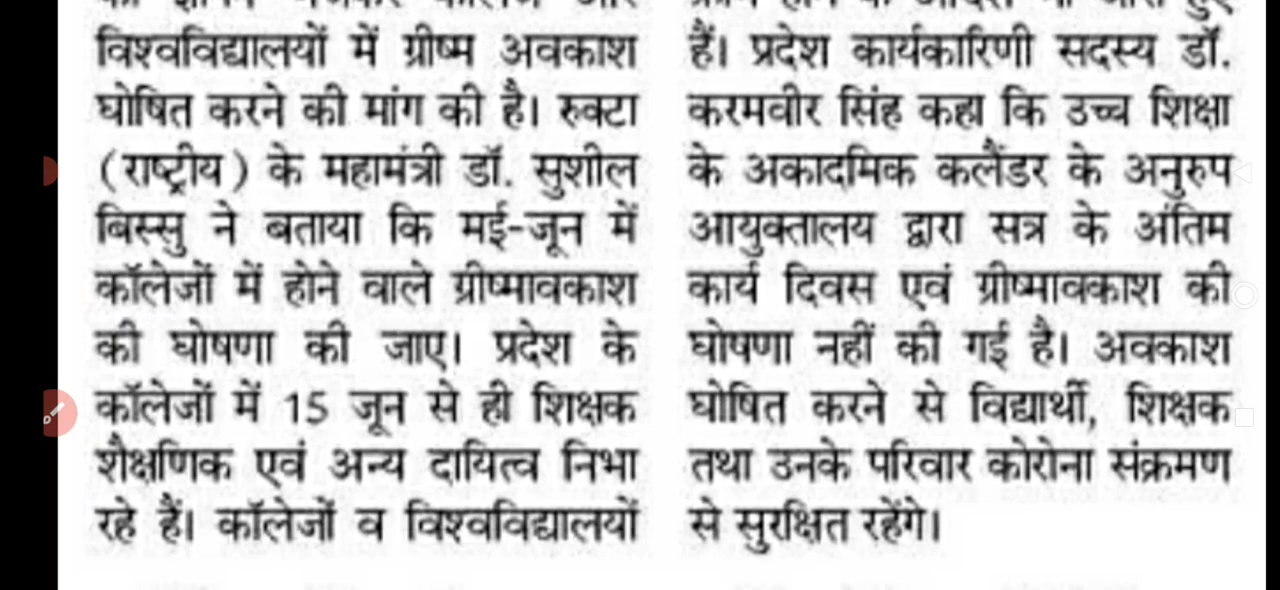 विश्वविद्यालयों में ग्रीष्म अवकाश
घोषित करने की मांग की है। रुक्टा
(राष्ट्रीय) के महामंत्री डॉ. सुशील
बिस्सु ने बताया कि मई-जून में
कॉलेजों में होने वाले ग्रीष्मावकाश
की घोषणा की जाए। प्रदेश के
कॉलेजों में 15 जून से ही शिक्षक
शैक्षणिक एवं अन्य दायित्व निभा
रहे हैं। कॉलेजों व विश्वविद्यालयों
हैं। प्रदेश कार्यकारिणी सदस्य डॉ.
करमवीर सिंह कहा कि उच्च शिक्षा
के अकादमिक कलैंडर के अनुरुप
आयुक्तालय द्वारा सत्र के अंतिम
कार्य दिवस एवं ग्रीष्मावकाश की
घोषणा नहीं की गई है। अवकाश
घोषित करने से विद्यार्थी, शिक्षक
तथा उनके परिवार कोरोना संक्रमण
से सुरक्षित रहेंगे।